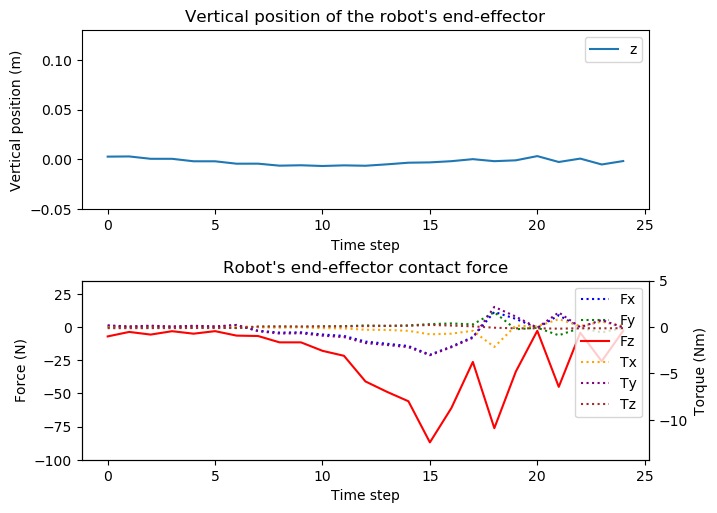 Vertical position of the robot's end-effector
Vertical position (m)
0.10
0.05
0.00
−0.05
z
0
5
10
15
20
25
Time step
Robot's end-effector contact force
Force (N)
25
0
−25
−50
−75
−100
Fx
Fy
Fz
Tx
Ty
Tz
5
0
−5
−10
Torque (Nm)
0
5
10
15
20
25
Time step